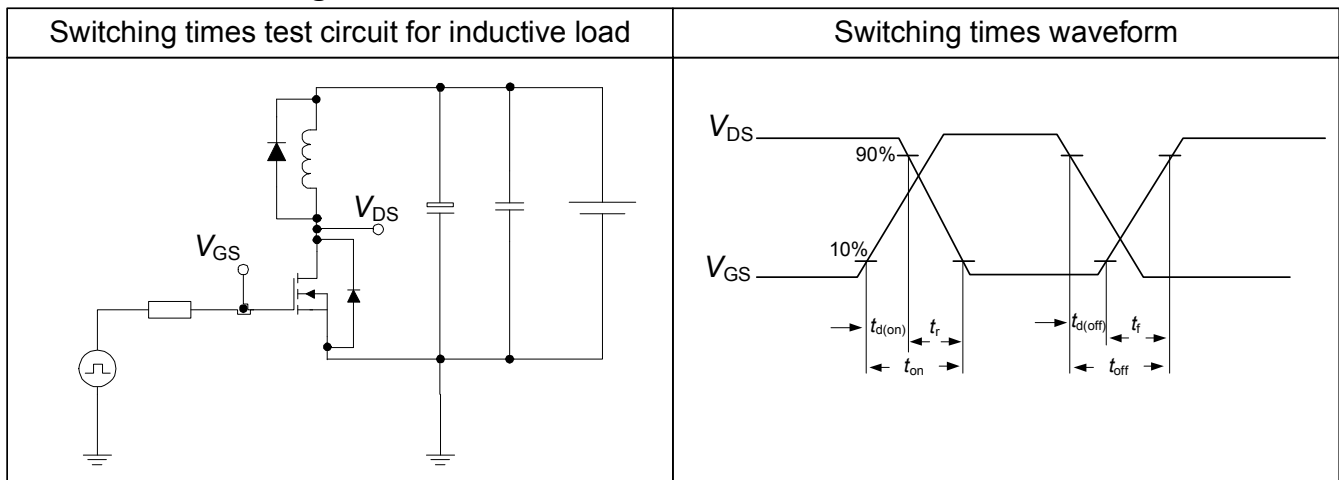 Switching times test circuit for inductive load
Switching times waveform
VDS
VGS
VDS
90%
10%
VGS
td(on)
tr
td(off)
tf
ton
toff